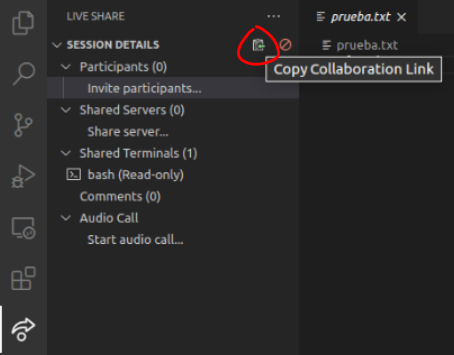 LIVE SHARE
prueba.txt
SESSION DETAILS
prueba.txt
Copy Collaboration Link
Participants (0)
Invite participants...
Shared Servers (0)
Share server...
Shared Terminals (1)
bash (Read-only)
Comments (0)
Audio Call
Start audio call...